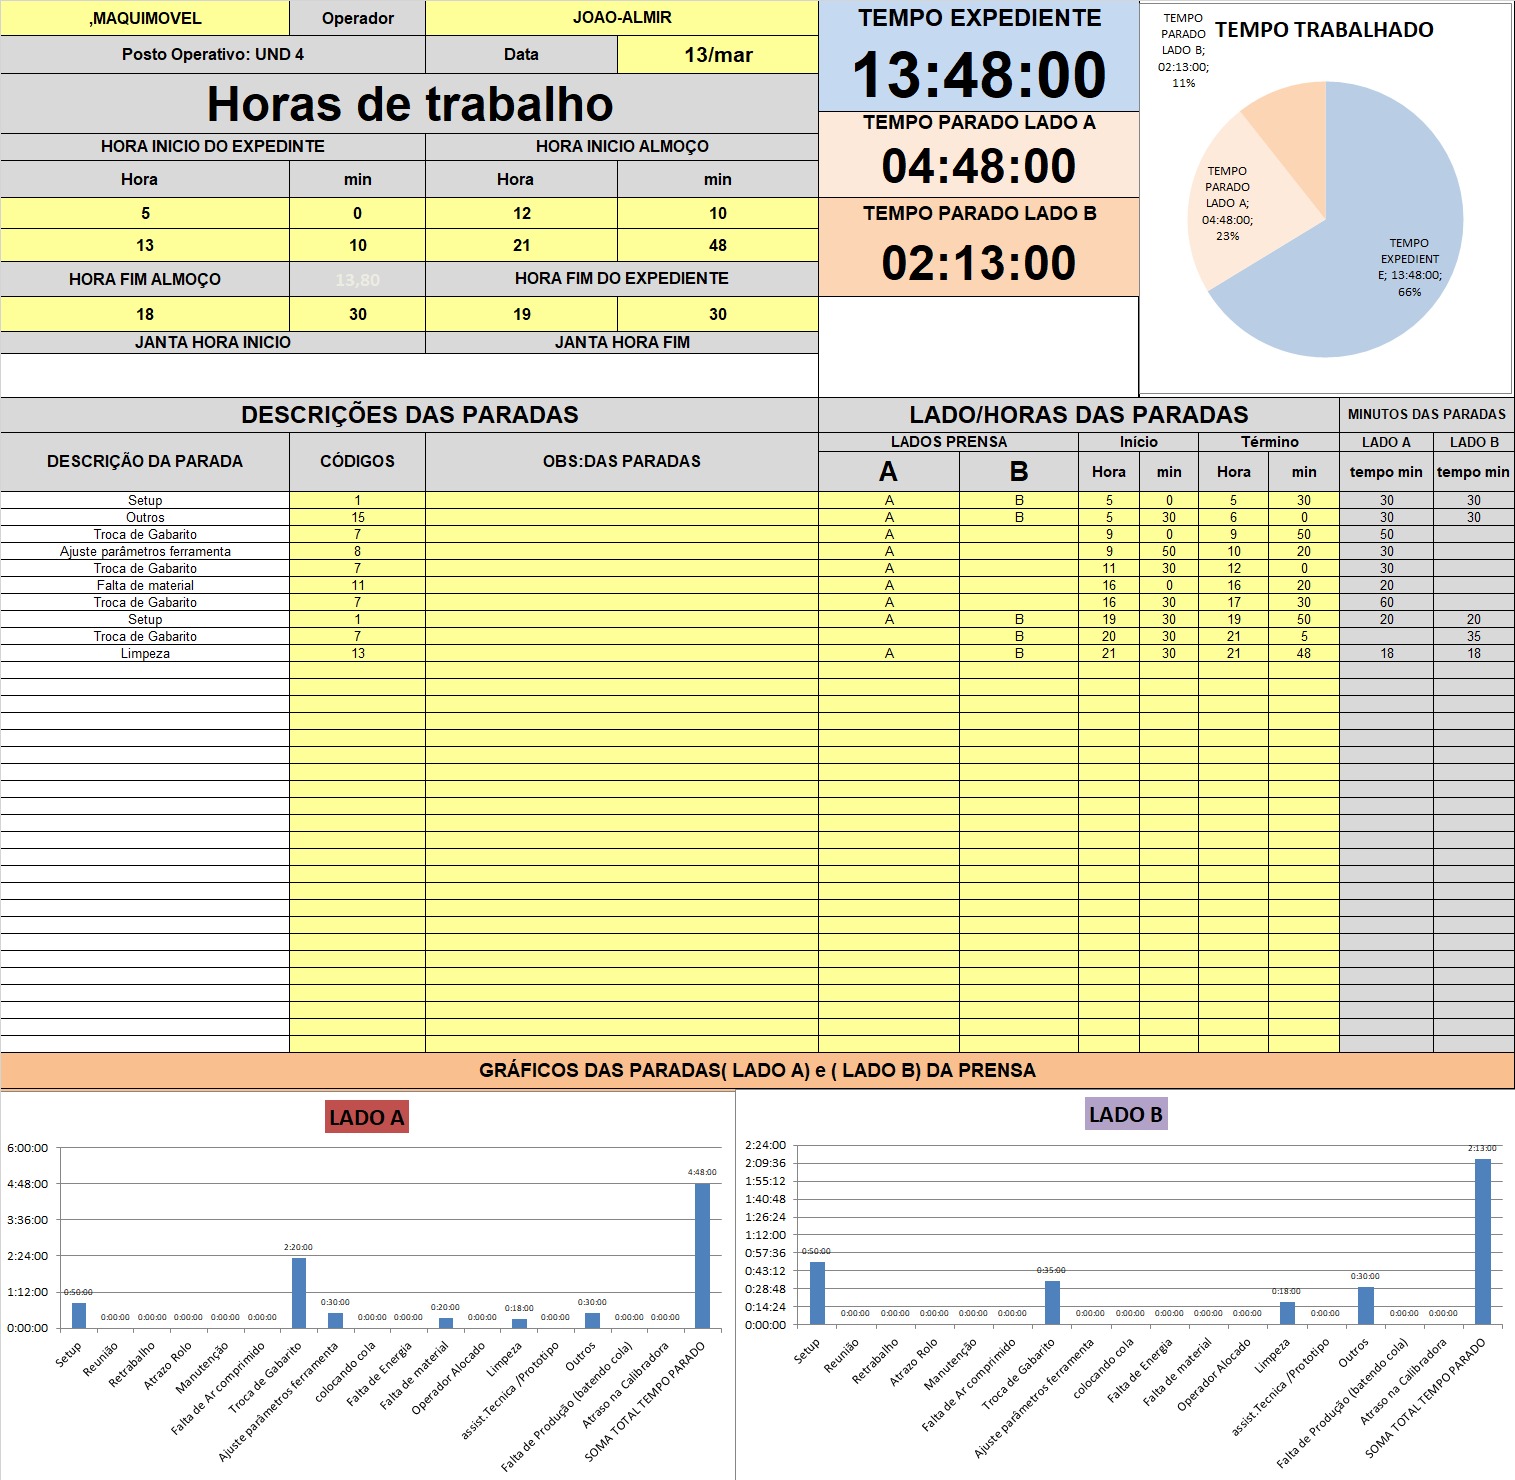 ,MAQUIMOVEL Operador JOAO-ALMIR
Posto Operativo: UND 4 Data 13/mar
Horas de trabalho
HORA INICIO DO EXPEDINTE HORA INICIO ALMOÇO
Hora min Hora min
5 0 12 10
13 10 21 48
HORA FIM ALMOÇO 13,80 HORA FIM DO EXPEDIENTE
18 30 19 30
JANTA HORA INICIO JANTA HORA FIM
TEMPO EXPEDIENTE
13:48:00
TEMPO PARADO LADO A
04:48:00
TEMPO PARADO LADO B
02:13:00
TEMPO TRABALHADO
TEMPO
PARADO
LADO B;
02:13:00;
11%
TEMPO
PARADO
LADO A;
04:48:00;
23%
TEMPO
EXPEDIENT
E; 13:48:00;
66%
DESCRIÇÕES DAS PARADAS LADO/HORAS DAS PARADAS MINUTOS DAS PARADAS
LADOS PRENSA Início Término LADO A LADO B
DESCRIÇÃO DA PARADA CÓDIGOS OBS:DAS PARADAS A B Hora min Hora min tempo min tempo min
Setup 1 A B 5 0 5 30 30 30
Outros 15 A B 5 30 6 0 30 30
Troca de Gabarito 7 A 9 0 9 50 50
Ajuste parâmetros ferramenta 8 A 9 50 10 20 30
Troca de Gabarito 7 A 11 30 12 0 30
Falta de material 11 A 16 0 16 20 20
Troca de Gabarito 7 A 16 30 17 30 60
Setup 1 A B 19 30 19 50 20 20
Troca de Gabarito 7 B 20 30 21 5 35
Limpeza 13 A B 21 30 21 48 18 18
GRÁFICOS DAS PARADAS( LADO A) e ( LADO B) DA PRENSA
LADO A
6:00:00
4:48:00
3:36:00
2:24:00
1:12:00
0:00:00
0:50:00 0:00:00 0:00:00 0:00:00 0:00:00 0:00:00 2:20:00 0:30:00 0:00:00 0:00:00 0:20:00 0:00:00 0:18:00 0:00:00 0:30:00 0:00:00 0:00:00 4:48:00
Setup
Reunião
Retrabalho
Atrazo Rolo
Manutenção
Falta de Ar comprimido
Troca de Gabarito
Ajuste parâmetros ferramenta
colocando cola
Falta de Energia
Falta de material
Operador Alocado
Limpeza
assist.Tecnica /Prototipo
Outros
Falta de Produção (batendo cola)
Atraso na Calibradora
SOMA TOTAL TEMPO PARADO
LADO B
2:24:00
2:09:36
1:55:12
1:40:48
1:26:24
1:12:00
0:57:36
0:43:12
0:28:48
0:14:24
0:00:00
0:50:00 0:00:00 0:00:00 0:00:00 0:00:00 0:00:00 0:35:00 0:00:00 0:00:00 0:00:00 0:00:00 0:00:00 0:18:00 0:00:00 0:30:00 0:00:00 0:00:00 2:13:00
Setup
Reunião
Retrabalho
Atrazo Rolo
Manutenção
Falta de Ar comprimido
Troca de Gabarito
Ajuste parâmetros ferramenta
colocando cola
Falta de Energia
Falta de material
Operador Alocado
Limpeza
assist.Tecnica /Prototipo
Outros
Falta de Produção (batendo cola)
Atraso na Calibradora
SOMA TOTAL TEMPO PARADO